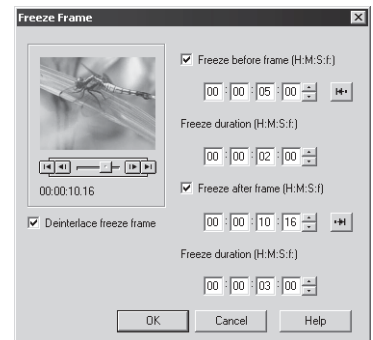 Freeze Frame
Freeze before frame (H:M:S:f:)
00 : 00 : 05 : 00
Freeze duration (H:M:S:f:)
00 : 00 : 02 : 00
00:00:10.16
Freeze after frame (H:M:S:f)
Deinterlace freeze frame
00 : 00 : 10 : 16
Freeze duration (H:M:S:f:)
00 : 00 : 03 : 00
OK Cancel Help